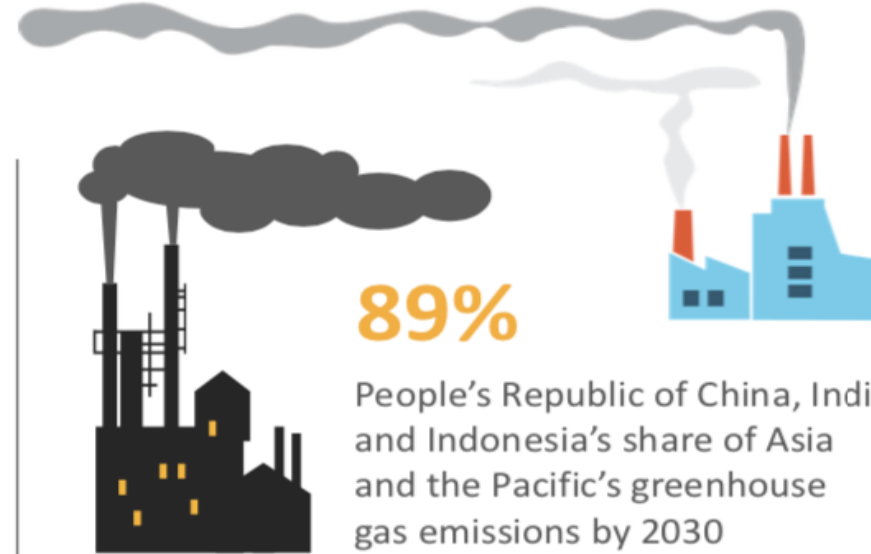 89%
People’s Republic of China, Indi
and Indonesia’s share of Asia
and the Pacific’s greenhouse
gas emissions by 2030